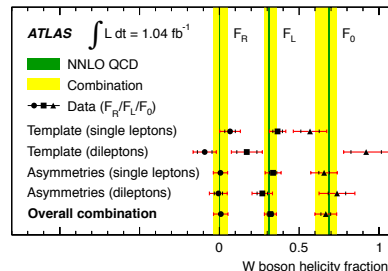 ATLAS ∫ L dt = 1.04 fb⁻¹ F_R F_L F_0
NNLO QCD
Combination
Data (F_R/F_L/F_0)
Template (single leptons)
Template (dileptons)
Asymmetries (single leptons)
Asymmetries (dileptons)
Overall combination
0 0.5 1
W boson helicity fraction